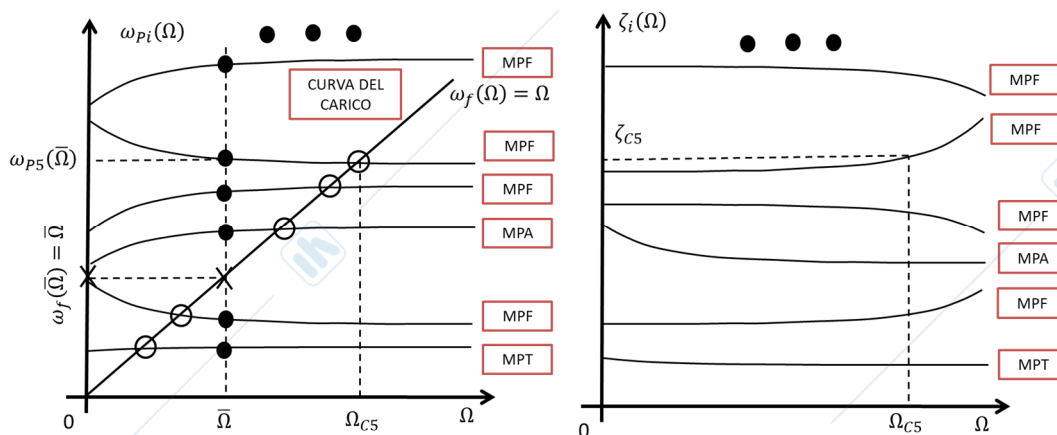 ω_{Pi}(Ω)
MPF
CURVA DEL
CARICO
ω_f(Ω) = Ω
ω_{P5}(Ω̅)
MPF
MPF
MPA
ω_f(Ω̅) = Ω̅
MPF
MPT
0
Ω̅
Ω_{C5}
Ω
ζ_i(Ω)
MPF
MPF
ζ_{C5}
MPF
MPA
MPF
MPT
0
Ω_{C5}
Ω